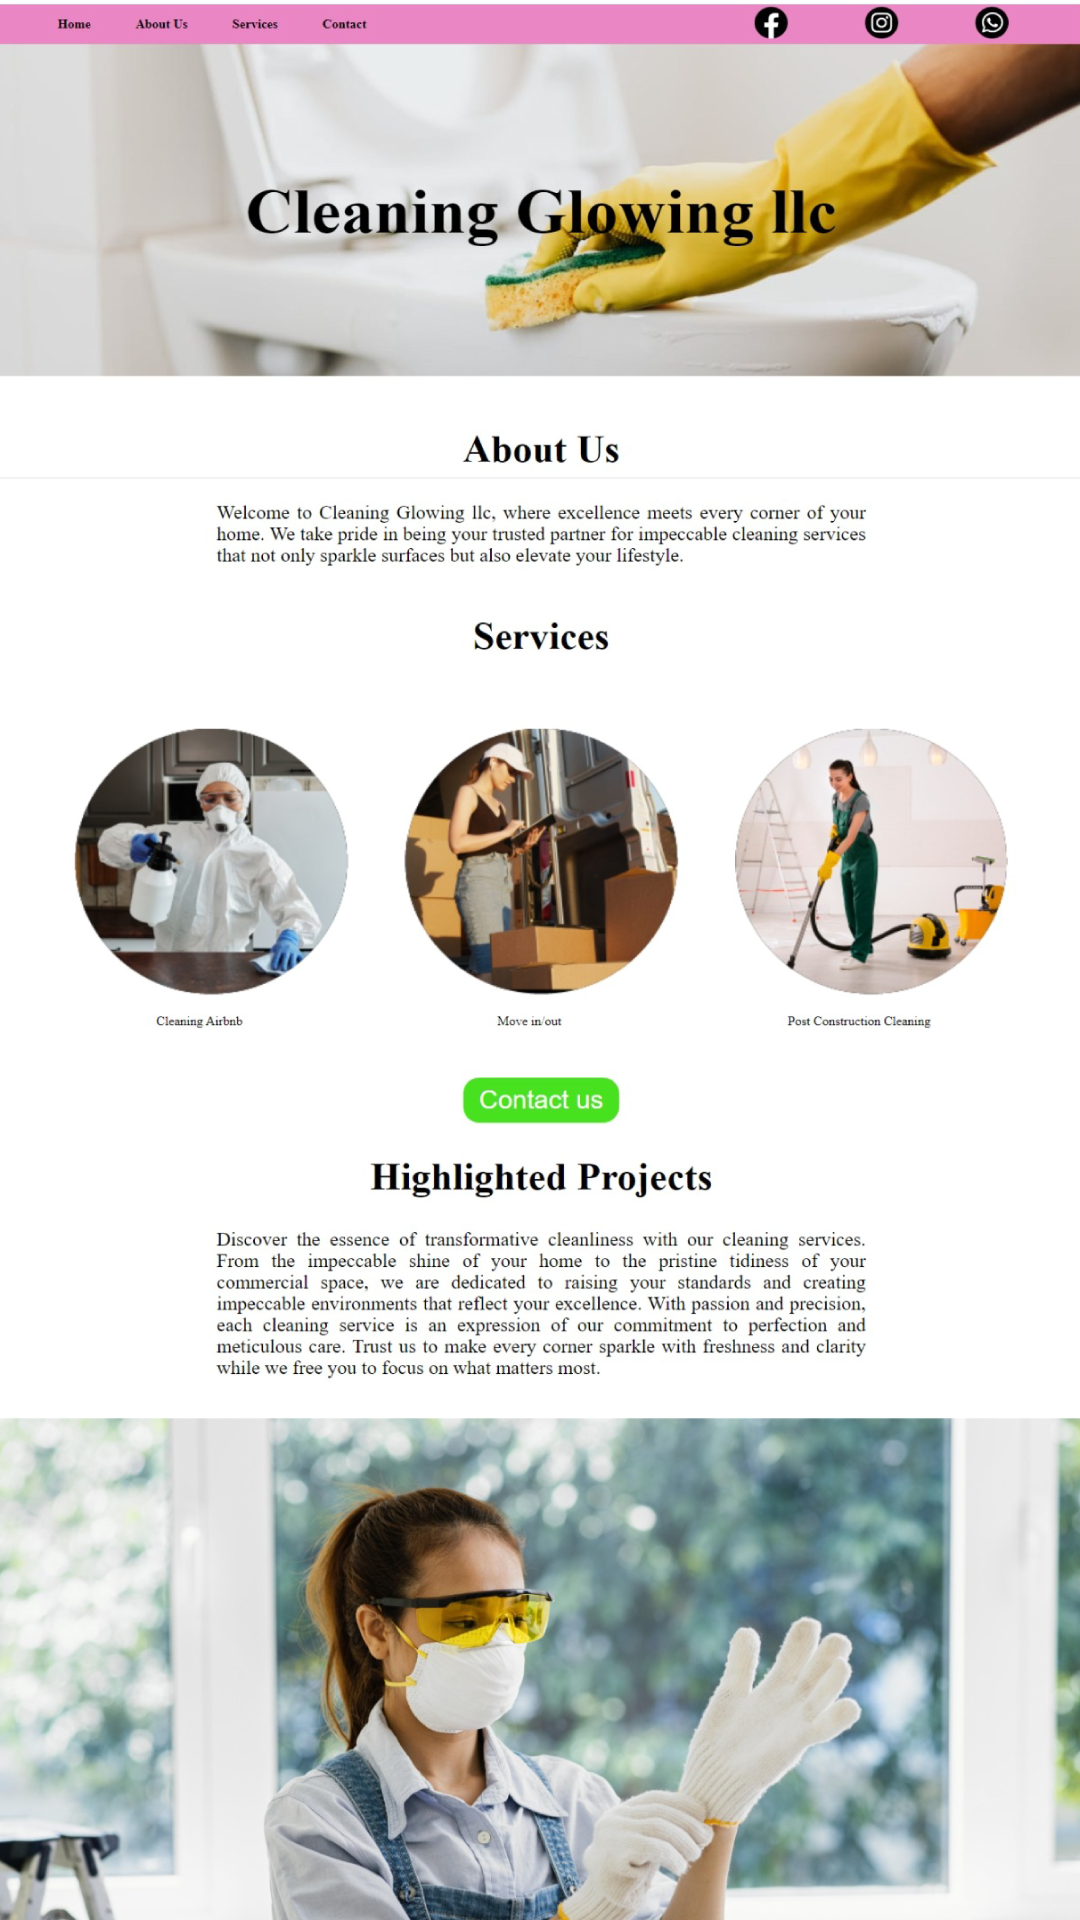 Home About Us Services Contact
Cleaning Glowing llc
About Us
Welcome to Cleaning Glowing llc, where excellence meets every corner of your
home. We take pride in being your trusted partner for impeccable cleaning services
that not only sparkle surfaces but also elevate your lifestyle.
Services
Cleaning Airbnb
Move in/out
Post Construction Cleaning
Contact us
Highlighted Projects
Discover the essence of transformative cleanliness with our cleaning services.
From the impeccable shine of your home to the pristine tidiness of your
commercial space, we are dedicated to raising your standards and creating
impeccable environments that reflect your excellence. With passion and precision,
each cleaning service is an expression of our commitment to perfection and
meticulous care. Trust us to make every corner sparkle with freshness and clarity
while we free you to focus on what matters most.